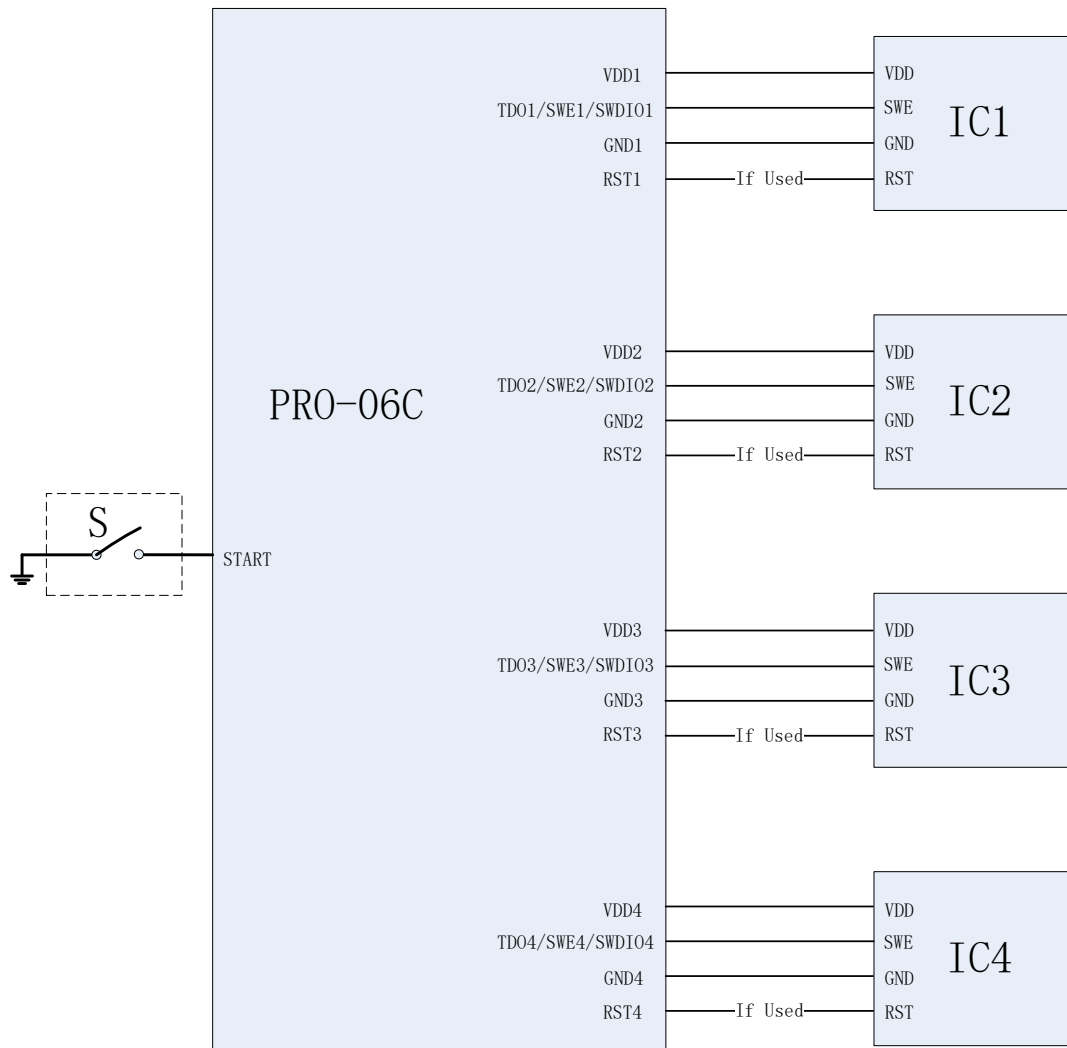 VDD1
TDO1/SWE1/SWDIO1
GND1
RST1
If Used
VDD
SWE
GND
RST
IC1
VDD2
TDO2/SWE2/SWDIO2
GND2
RST2
If Used
VDD
SWE
GND
RST
IC2
PRO-06C
S
START
VDD3
TDO3/SWE3/SWDIO3
GND3
RST3
If Used
VDD
SWE
GND
RST
IC3
VDD4
TDO4/SWE4/SWDIO4
GND4
RST4
If Used
VDD
SWE
GND
RST
IC4